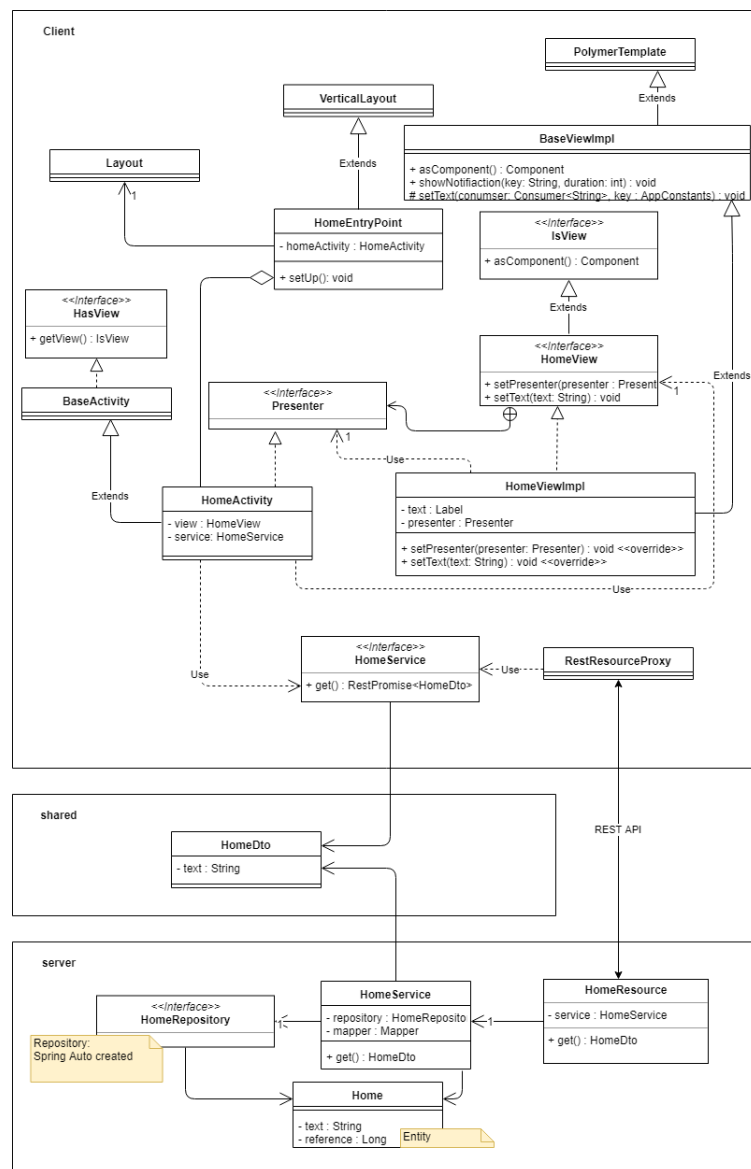 Client
PolymerTemplate
Extends
VerticalLayout
BaseViewImpl
+ asComponent() : Component
+ showNotifiaction(key: String, duration: int) : void
# setText(conumser: Consumer<String>, key : AppConstants) : void
Extends
Layout
1
HomeEntryPoint
- homeActivity : HomeActivity
+ setUp(): void
<<Interface>>
IsView
+ asComponent() : Component
Extends
<<Interface>>
HasView
+ getView() : IsView
<<Interface>>
HomeView
+ setPresenter(presenter : Present
+ setText(text: String) : void
1
Extends
BaseActivity
<<Interface>>
Presenter
1
Use
Extends
HomeActivity
- view : HomeView
- service: HomeService
HomeViewImpl
- text : Label
- presenter : Presenter
+ setPresenter(presenter: Presenter) : void <<override>>
+ setText(text: String) : void <<override>>
Use
<<Interface>>
HomeService
+ get() : RestPromise<HomeDto>
Use
Use
RestResourceProxy
shared
HomeDto
- text : String
REST API
server
<<Interface>>
HomeRepository
1
Repository:
Spring Auto created
HomeService
- repository : HomeReposito
- mapper : Mapper
+ get() : HomeDto
1
HomeResource
- service : HomeService
+ get() : HomeDto
Home
- text : String
- reference : Long
Entity